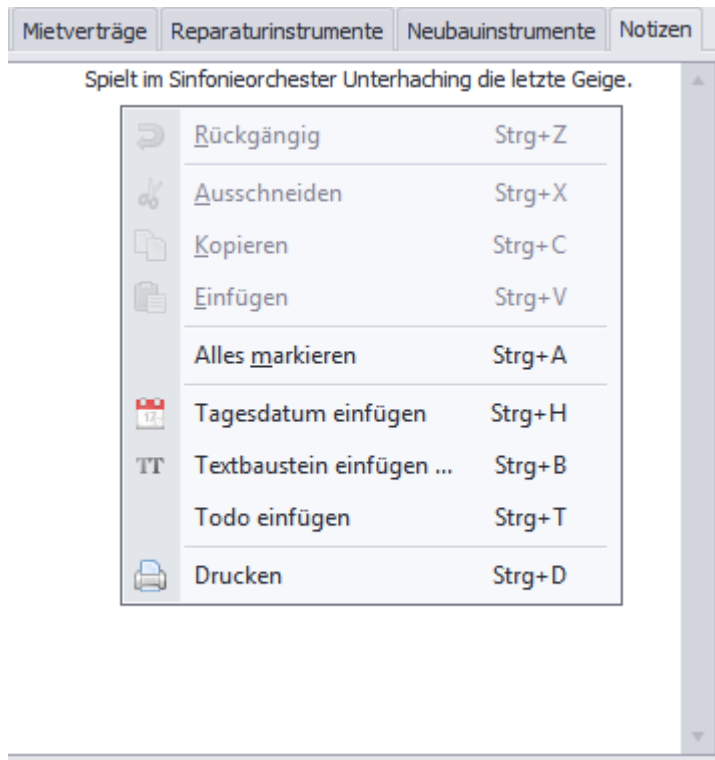 Mietverträge Reparaturinstrumente Neubauinstrumente Notizen
Spielt im Sinfonieorchester Unterhaching die letzte Geige.
Rückgängig Strg+Z
Ausschneiden Strg+X
Kopieren Strg+C
Einfügen Strg+V
Alles markieren Strg+A
Tagesdatum einfügen Strg+H
TT Textbaustein einfügen ... Strg+B
Todo einfügen Strg+T
Drucken Strg+D